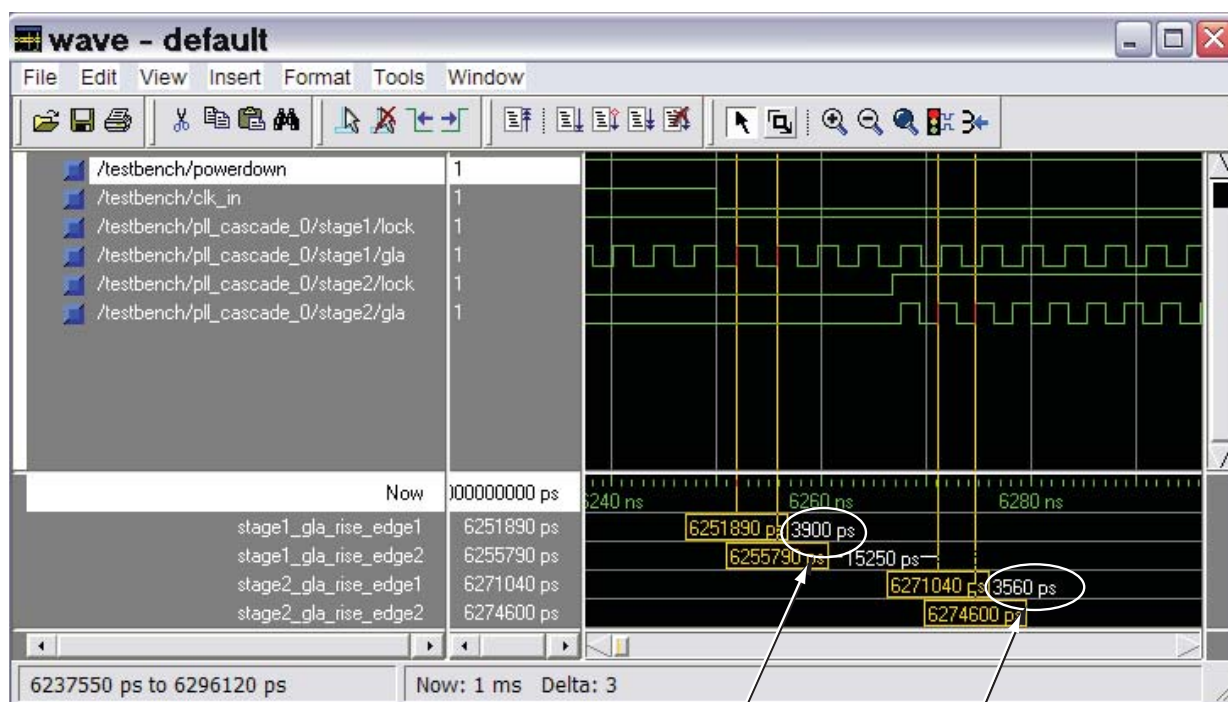 wave - default
File Edit View Insert Format Tools Window
/testbench/powerdown 1
/testbench/clk_in 1
/testbench/pll_cascade_0/stage1/lock 1
/testbench/pll_cascade_0/stage1/gla 1
/testbench/pll_cascade_0/stage2/lock 1
/testbench/pll_cascade_0/stage2/gla 1
Now 000000000 ps 6240 ns 6260 ns 6280 ns
stage1_gla_rise_edge1 6251890 ps 6251890 ps 3900 ps
stage1_gla_rise_edge2 6255790 ps 6255790 ps 15250 ps
stage2_gla_rise_edge1 6271040 ps 6271040 ps 3560 ps
stage2_gla_rise_edge2 6274600 ps 6274600 ps
6237550 ps to 6296120 ps Now: 1 ms Delta: 3